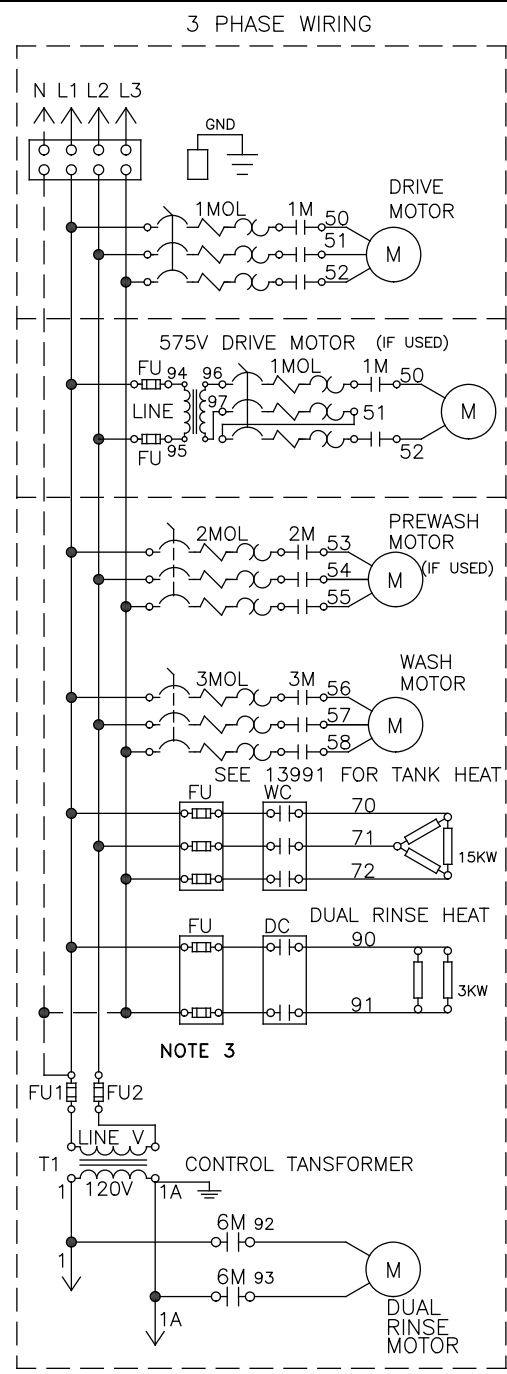 3 PHASE WIRING
N L1 L2 L3
GND
DRIVE
MOTOR
1MOL 1M 50
51
52
M
575V DRIVE MOTOR (IF USED)
FU 94 96 1MOL 1M 50
LINE 97 51
FU 95 52
M
PREWASH
MOTOR
(IF USED)
2MOL 2M 53
54
55
M
WASH
MOTOR
3MOL 3M 56
57
58
M
SEE 13991 FOR TANK HEAT
FU WC 70
71
72
15KW
DUAL RINSE HEAT
FU DC 90
91
3KW
NOTE 3
FU1 FU2
LINE V
T1 CONTROL TANSFORMER
1 120V 1A
6M 92
1
6M 93
1A
M
DUAL
RINSE
MOTOR